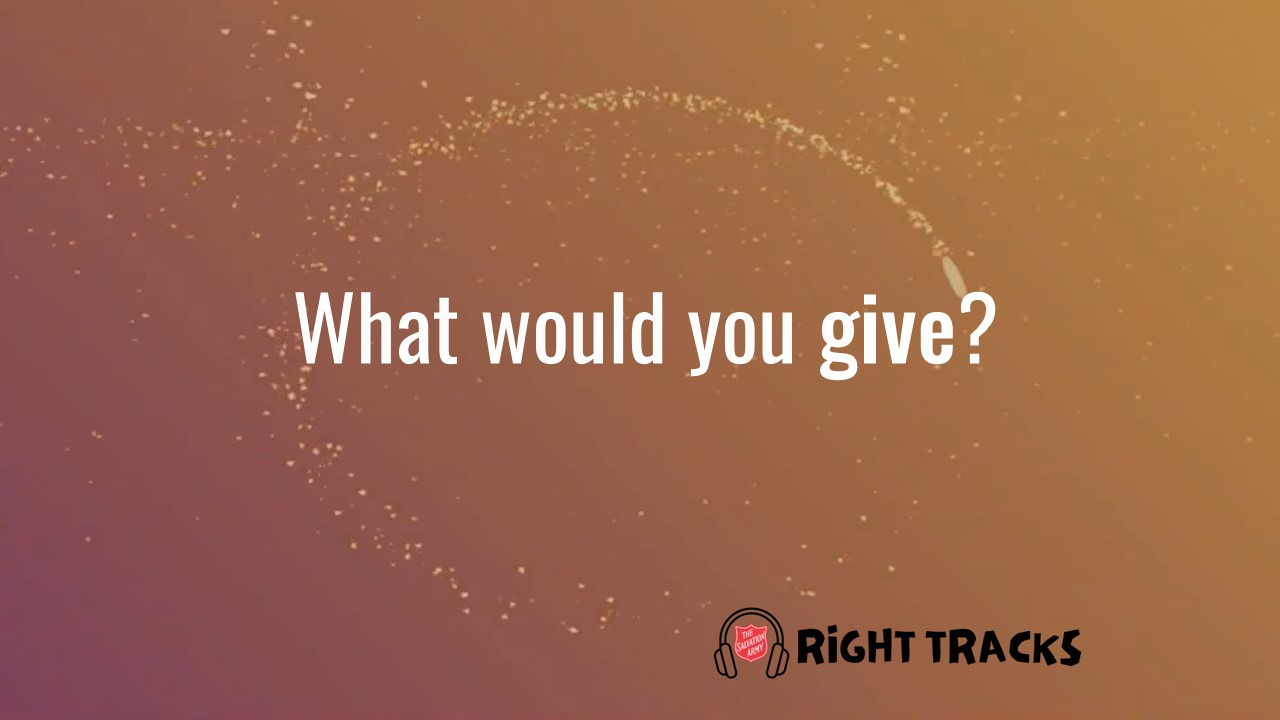 What would you give?
THE
SALVATION
ARMY
RiGHT TRACKS